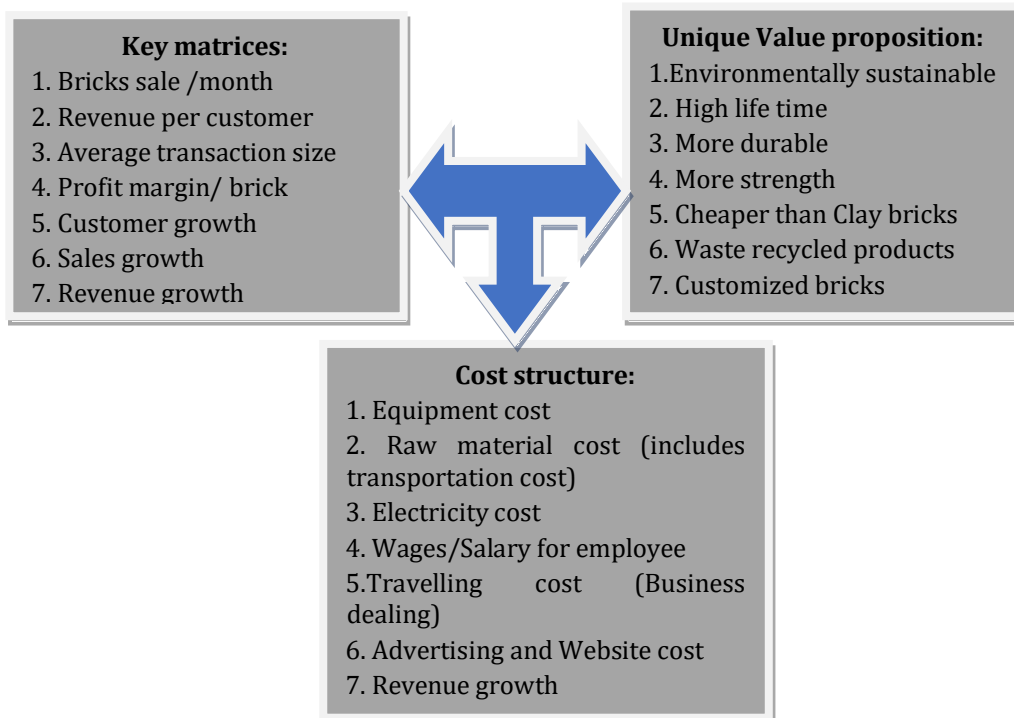 Key matrices:
1. Bricks sale /month
2. Revenue per customer
3. Average transaction size
4. Profit margin/ brick
5. Customer growth
6. Sales growth
7. Revenue growth
Unique Value proposition:
1.Environmentally sustainable
2. High life time
3. More durable
4. More strength
5. Cheaper than Clay bricks
6. Waste recycled products
7. Customized bricks
Cost structure:
1. Equipment cost
2. Raw material cost (includes
transportation cost)
3. Electricity cost
4. Wages/Salary for employee
5.Travelling cost (Business
dealing)
6. Advertising and Website cost
7. Revenue growth